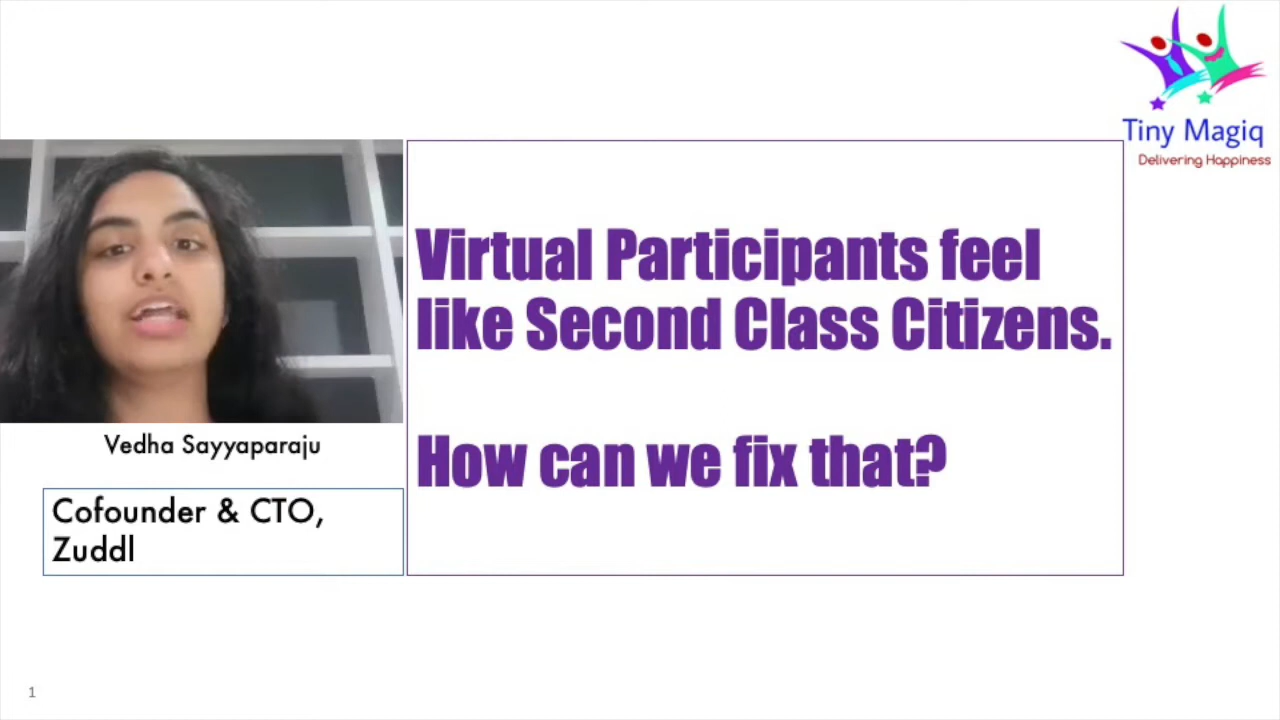 Tiny Magiq
Delivering Happiness
Virtual Participants feel
like Second Class Citizens.
How can we fix that?
Vedha Sayyaparaju
Cofounder & CTO,
Zuddl
1